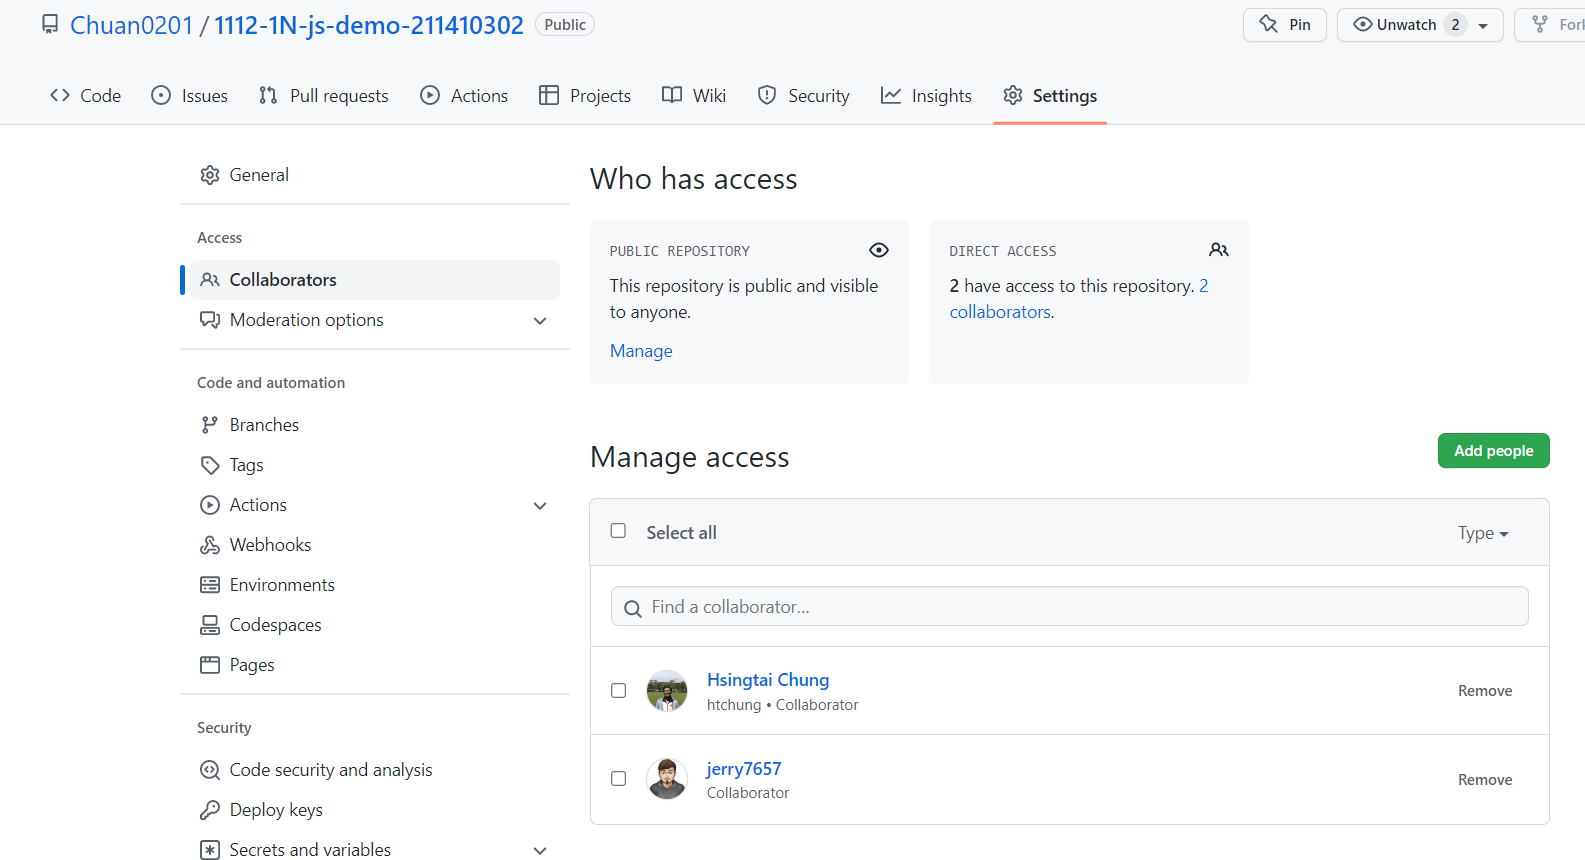 Chuan0201 / 1112-1N-js-demo-211410302 Public
Pin
Unwatch 2
Fork
Code
Issues
Pull requests
Actions
Projects
Wiki
Security
Insights
Settings
General
Access
Collaborators
Moderation options
Code and automation
Branches
Tags
Actions
Webhooks
Environments
Codespaces
Pages
Security
Code security and analysis
Deploy keys
Secrets and variables
Who has access
PUBLIC REPOSITORY
This repository is public and visible
to anyone.
Manage
DIRECT ACCESS
2 have access to this repository. 2
collaborators.
Manage access
Add people
Select all
Type
Find a collaborator...
Hsingtai Chung
htchung • Collaborator
Remove
jerry7657
Collaborator
Remove